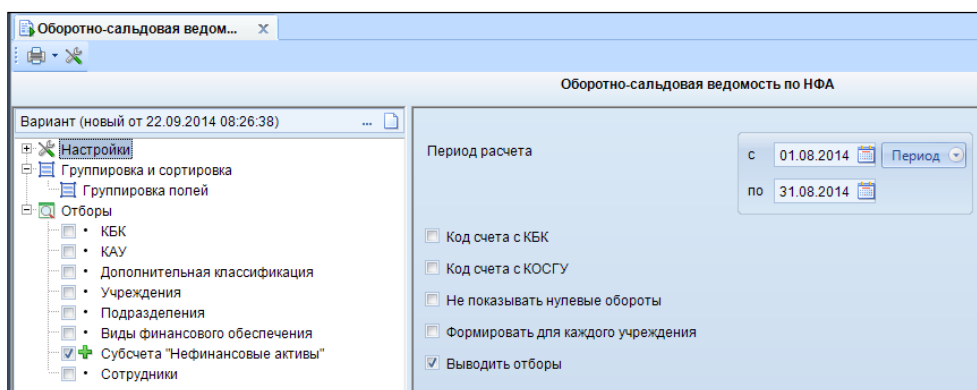 Оборотно-сальдовая ведом... x
Оборотно-сальдовая ведомость по НФА
Вариант (новый от 22.09.2014 08:26:38) ...
Настройки
Группировка и сортировка
Группировка полей
Отборы
КБК
КАУ
Дополнительная классификация
Учреждения
Подразделения
Виды финансового обеспечения
Субсчета "Нефинансовые активы"
Сотрудники
Период расчета
с 01.08.2014 Период
по 31.08.2014
Код счета с КБК
Код счета с КОСГУ
Не показывать нулевые обороты
Формировать для каждого учреждения
Выводить отборы